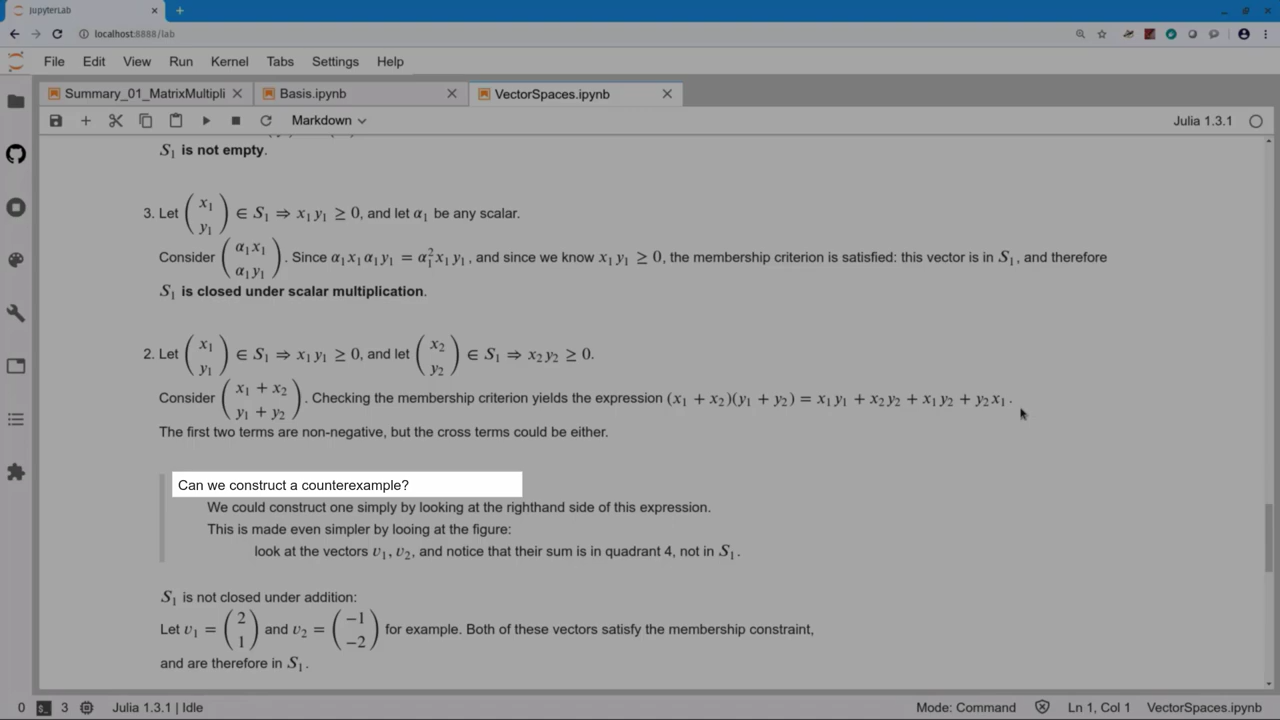 JupyterLab
localhost:8888/lab
File Edit View Run Kernel Tabs Settings Help
Summary_01_MatrixMultipli Basis.ipynb VectorSpaces.ipynb
Markdown Julia 1.3.1
S₁ is not empty.
3. Let (x₁ y₁) ∈ S₁ ⇒ x₁y₁ ≥ 0, and let α₁ be any scalar.
Consider (α₁x₁ α₁y₁). Since α₁x₁α₁y₁ = α₁²x₁y₁, and since we know x₁y₁ ≥ 0, the membership criterion is satisfied: this vector is in S₁, and therefore
S₁ is closed under scalar multiplication.
2. Let (x₁ y₁) ∈ S₁ ⇒ x₁y₁ ≥ 0, and let (x₂ y₂) ∈ S₁ ⇒ x₂y₂ ≥ 0.
Consider (x₁ + x₂ y₁ + y₂). Checking the membership criterion yields the expression (x₁ + x₂)(y₁ + y₂) = x₁y₁ + x₂y₂ + x₁y₂ + y₂x₁.
The first two terms are non-negative, but the cross terms could be either.
Can we construct a counterexample?
We could construct one simply by looking at the righthand side of this expression.
This is made even simpler by looing at the figure:
look at the vectors v₁, v₂, and notice that their sum is in quadrant 4, not in S₁.
S₁ is not closed under addition:
Let v₁ = (2 1) and v₂ = (−1 −2) for example. Both of these vectors satisfy the membership constraint,
and are therefore in S₁.
0 3 Julia 1.3.1 | Idle Mode: Command Ln 1, Col 1 VectorSpaces.ipynb